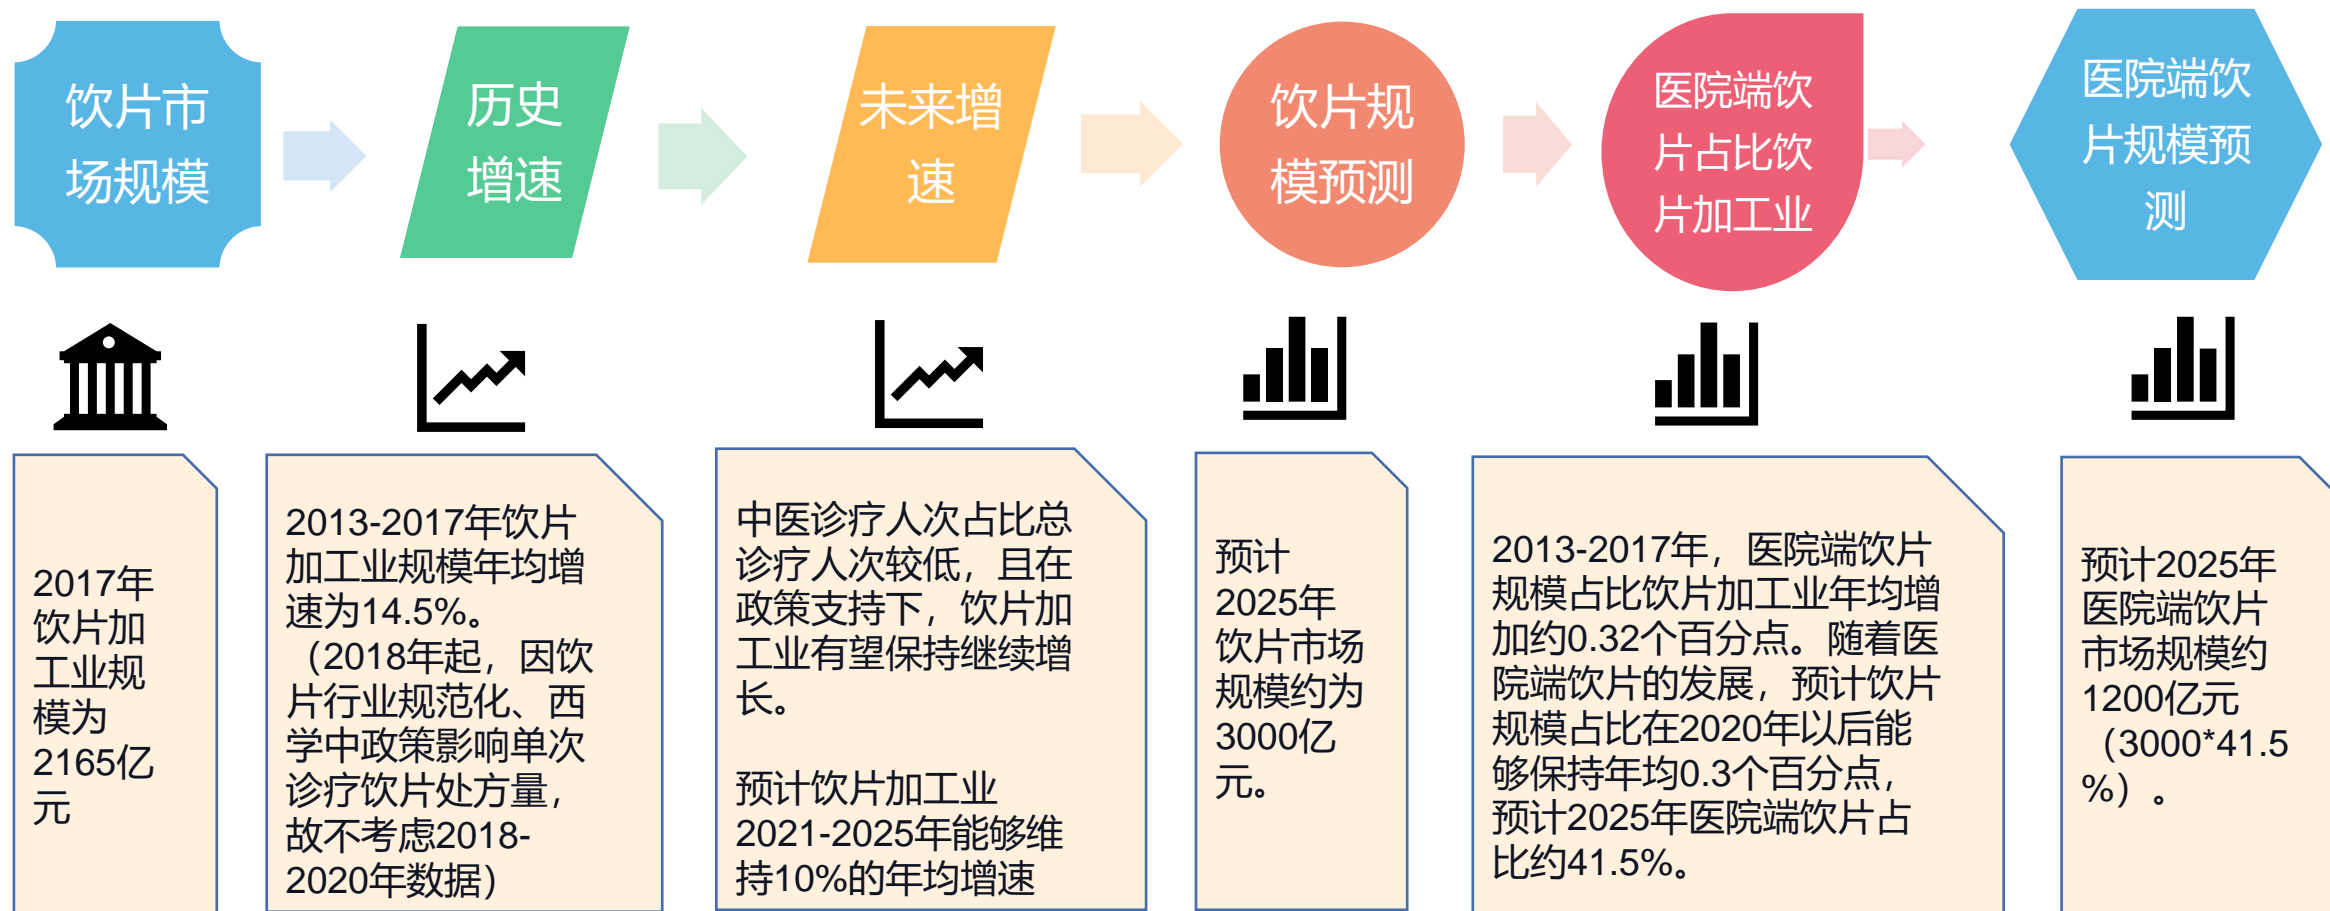 饮片市
场规模
历史
增速
未来增
速
饮片规
模预测
医院端饮
片占比饮
片加工业
医院端饮
片规模预
测
2017年
饮片加
工业规
模为
2165亿
元
2013-2017年饮片
加工业规模年均增
速为14.5%。
（2018年起，因饮
片行业规范化、西
学中政策影响单次
诊疗饮片处方量，
故不考虑2018-
2020年数据）
中医诊疗人次占比总
诊疗人次较低，且在
政策支持下，饮片加
工业有望保持继续增
长。
预计饮片加工业
2021-2025年能够维
持10%的年均增速
预计
2025年
饮片市场
规模约为
3000亿
元。
2013-2017年，医院端饮片
规模占比饮片加工业年均增
加约0.32个百分点。随着医
院端饮片的发展，预计饮片
规模占比在2020年以后能
够保持年均0.3个百分点，
预计2025年医院端饮片占
比约41.5%。
预计2025年
医院端饮片
市场规模约
1200亿元
（3000*41.5
%）。